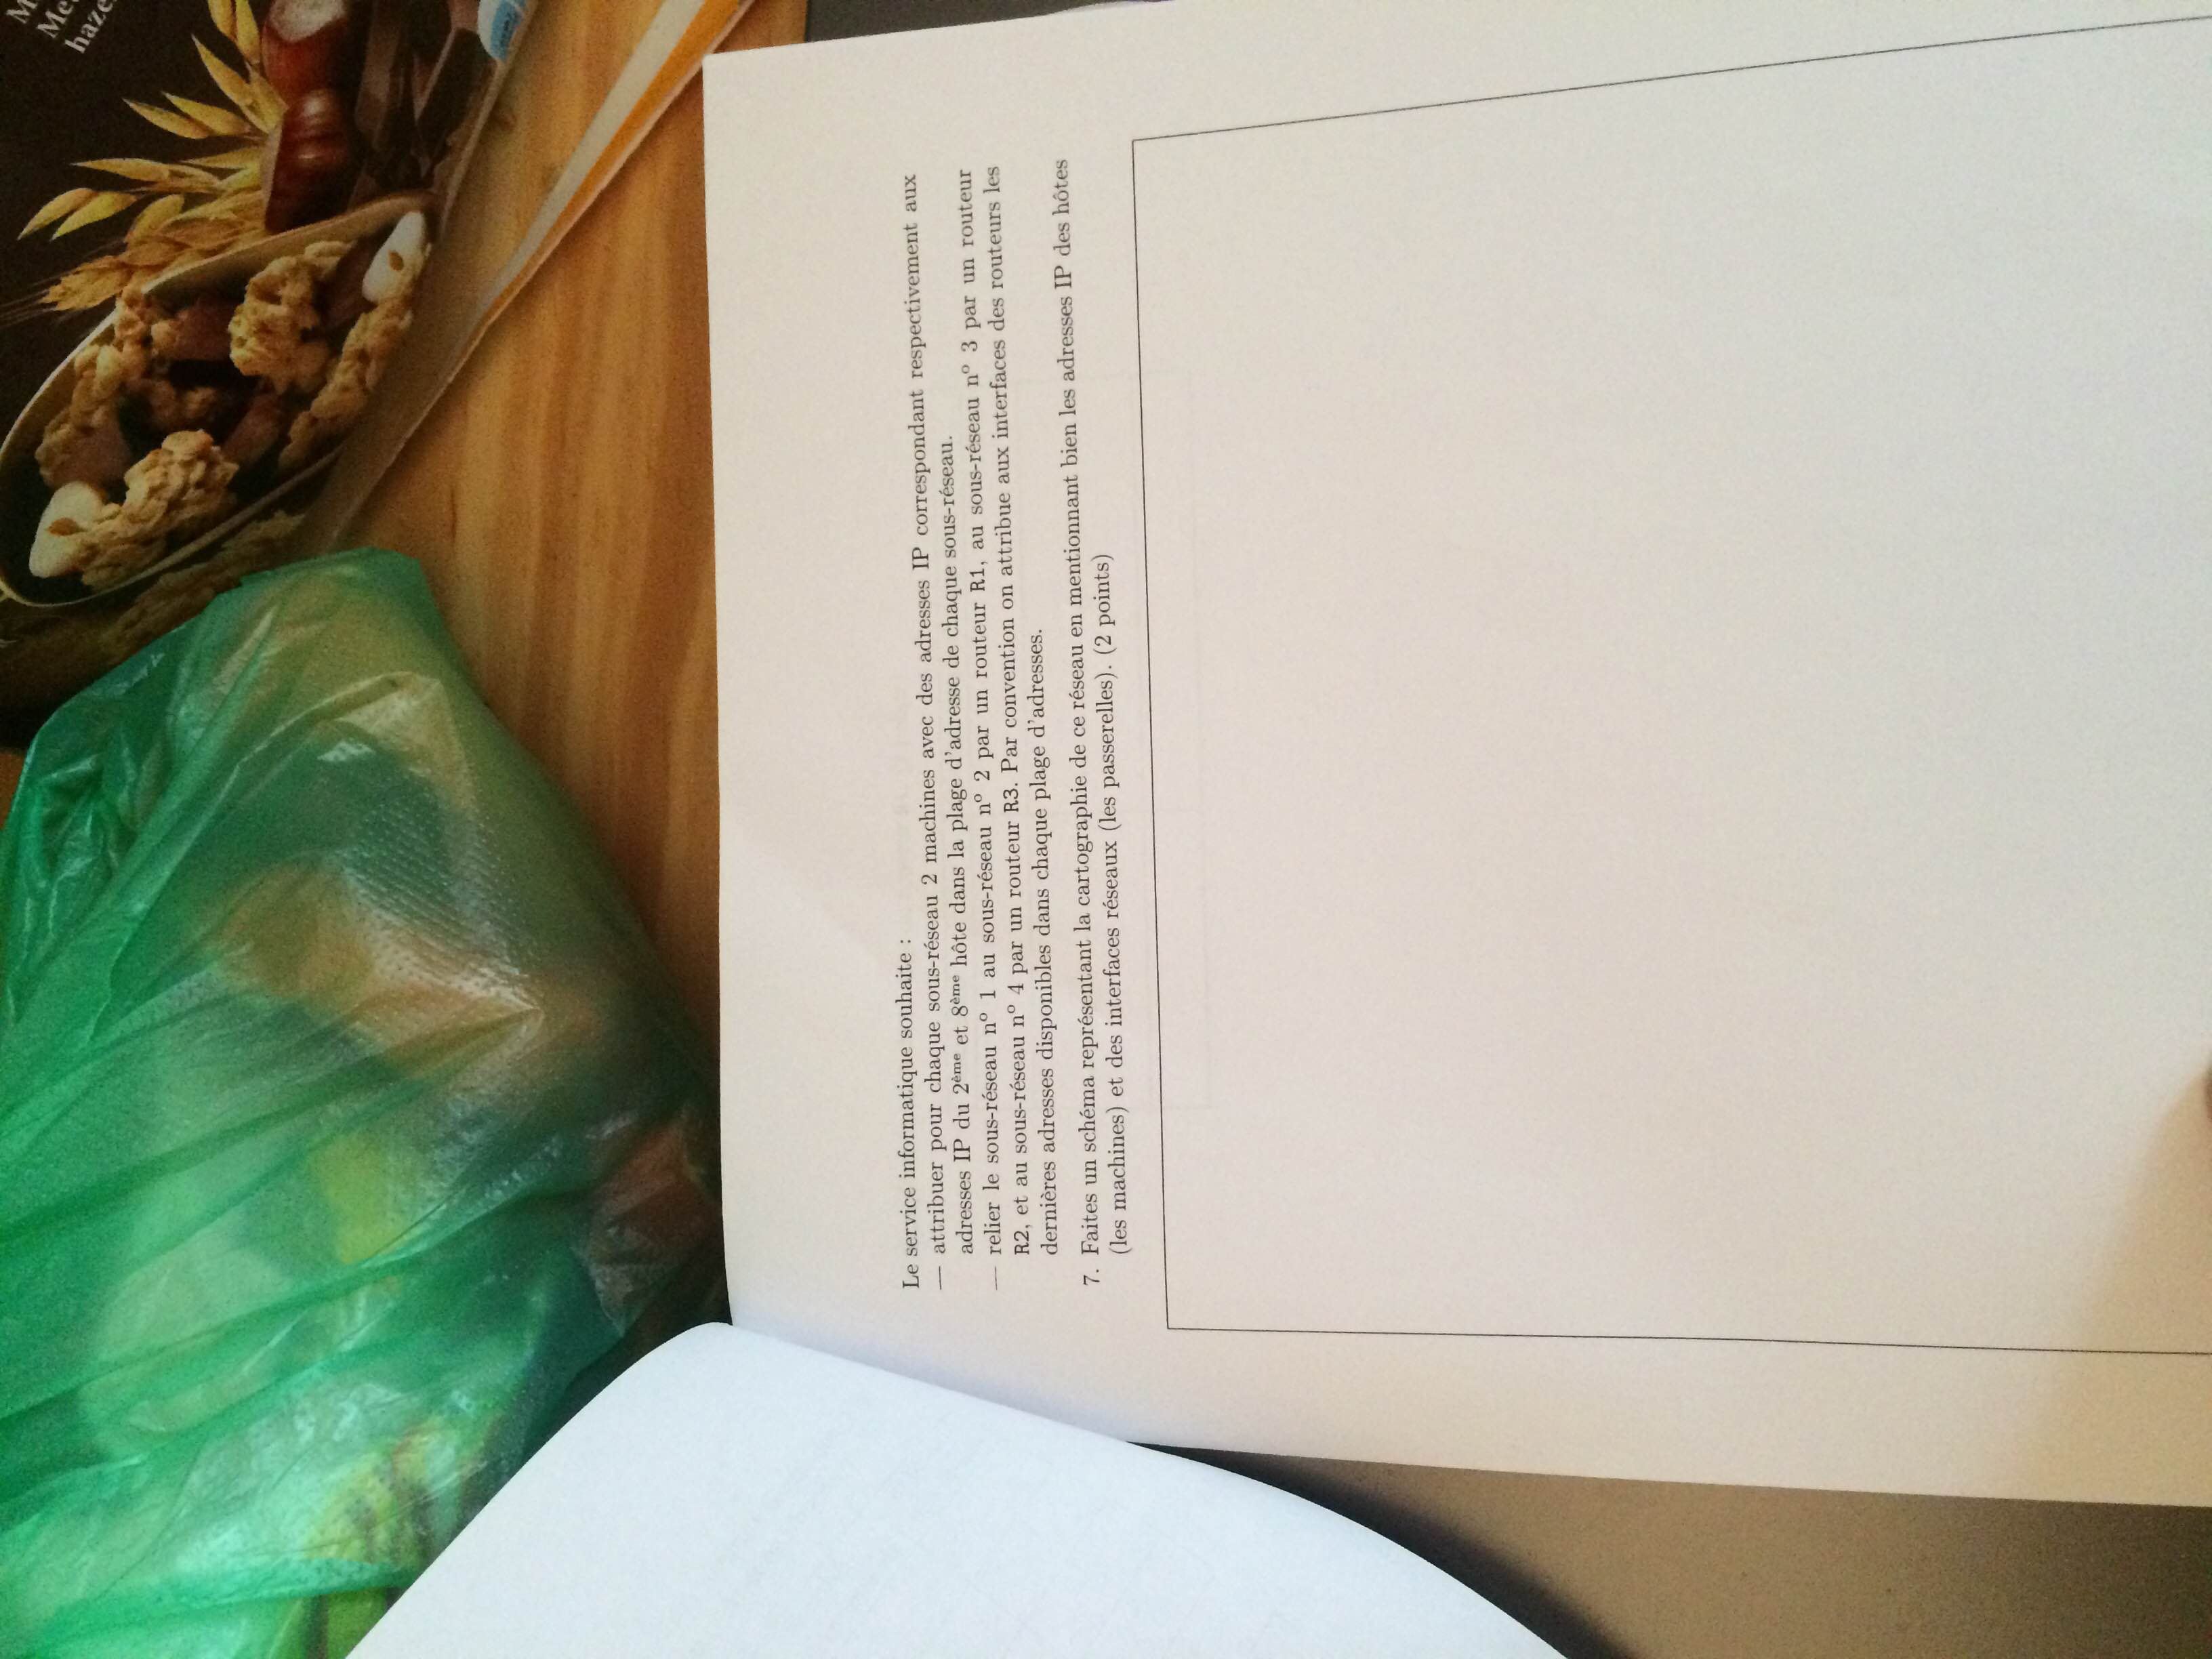 Le service informatique souhaite :
— attribuer pour chaque sous-réseau 2 machines avec des adresses IP correspondant respectivement aux
adresses IP du 2ème et 8ème hôte dans la plage d'adresse de chaque sous-réseau.
— relier le sous-réseau nº 1 au sous-réseau nº 2 par un routeur R1, au sous-réseau nº 3 par un routeur
R2, et au sous-réseau nº 4 par un routeur R3. Par convention on attribue aux interfaces des routeurs les
dernières adresses disponibles dans chaque plage d'adresses.
7. Faites un schéma représentant la cartographie de ce réseau en mentionnant bien les adresses IP des hôtes
(les machines) et des interfaces réseaux (les passerelles). (2 points)